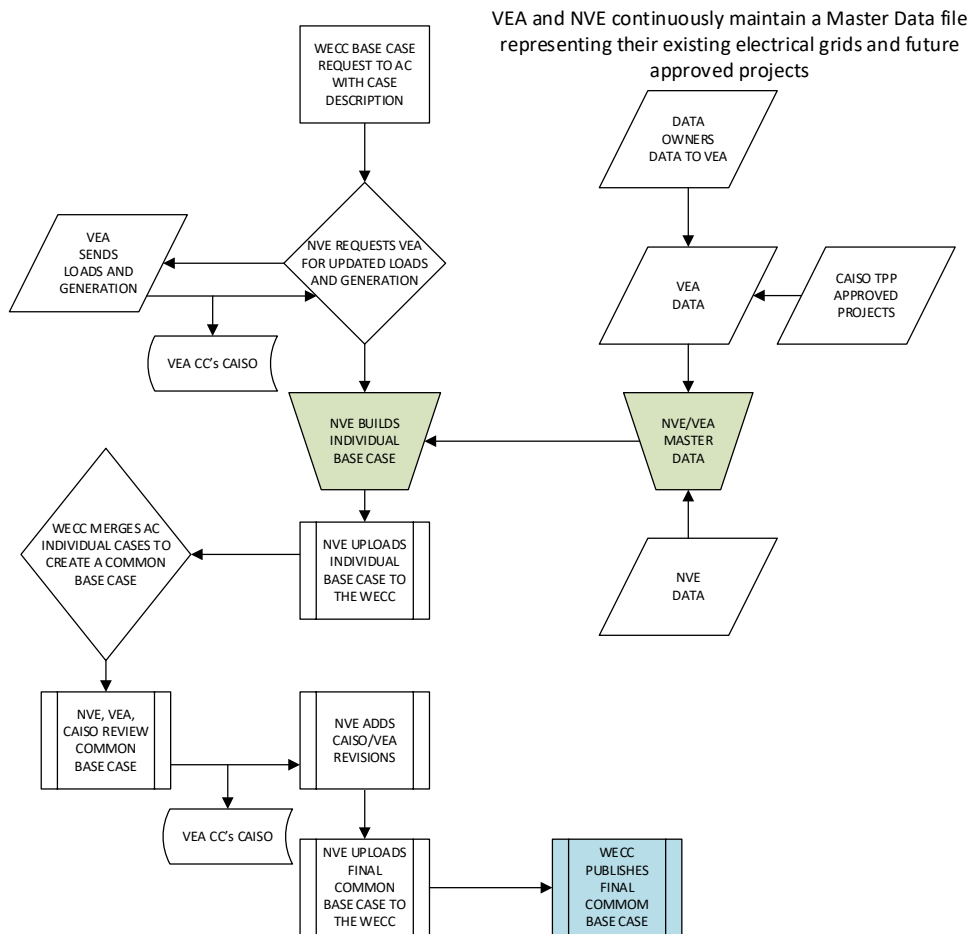 VEA and NVE continuously maintain a Master Data file
representing their existing electrical grids and future
approved projects
WECC BASE CASE
REQUEST TO AC
WITH CASE
DESCRIPTION
DATA
OWNERS
DATA TO VEA
VEA
SENDS
LOADS AND
GENERATION
NVE REQUESTS VEA
FOR UPDATED LOADS
AND GENERATION
VEA
DATA
CAISO TPP
APPROVED
PROJECTS
VEA CC's CAISO
NVE BUILDS
INDIVIDUAL
BASE CASE
NVE/VEA
MASTER
DATA
WECC MERGES AC
INDIVIDUAL CASES TO
CREATE A COMMON
BASE CASE
NVE UPLOADS
INDIVIDUAL
BASE CASE TO
THE WECC
NVE
DATA
NVE, VEA,
CAISO REVIEW
COMMON
BASE CASE
NVE ADDS
CAISO/VEA
REVISIONS
VEA CC's CAISO
NVE UPLOADS
FINAL
COMMON
BASE CASE TO
THE WECC
WECC
PUBLISHES
FINAL
COMMOM
BASE CASE